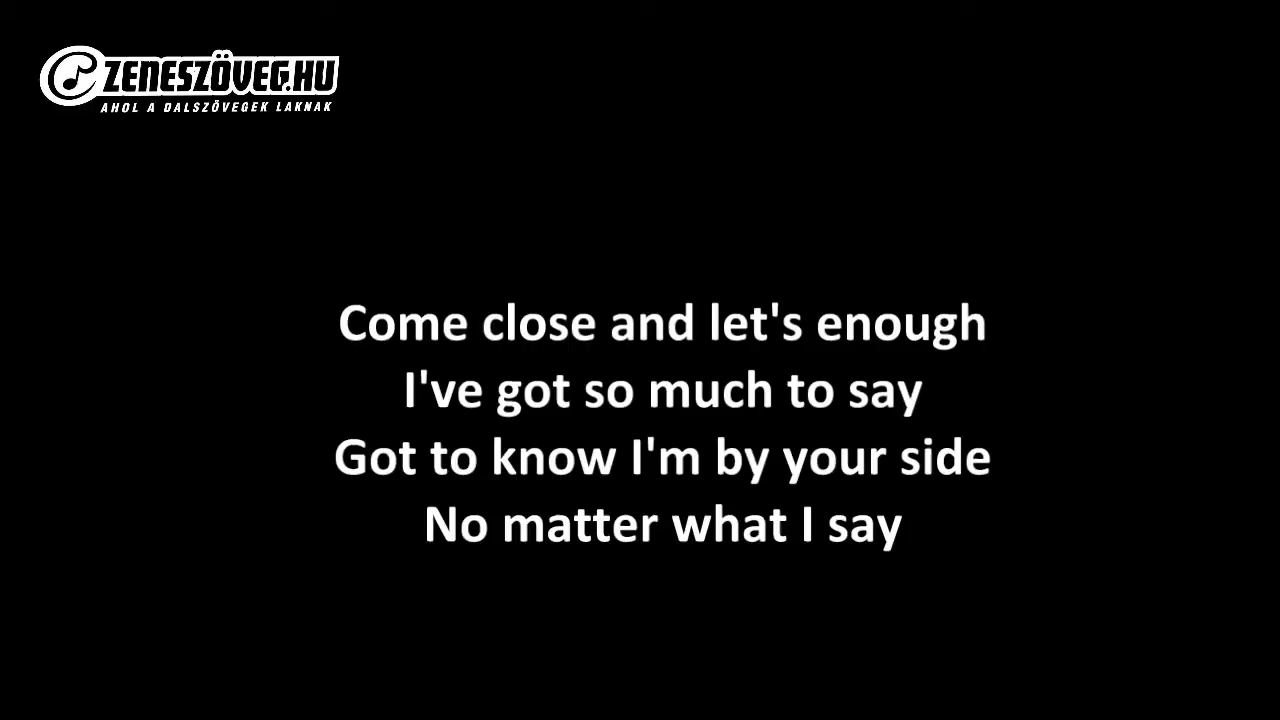 ZENESZÖVEG.HU
AHOL A DALSZÖVEGEK LAKNAK
Come close and let's enough
I've got so much to say
Got to know I'm by your side
No matter what I say